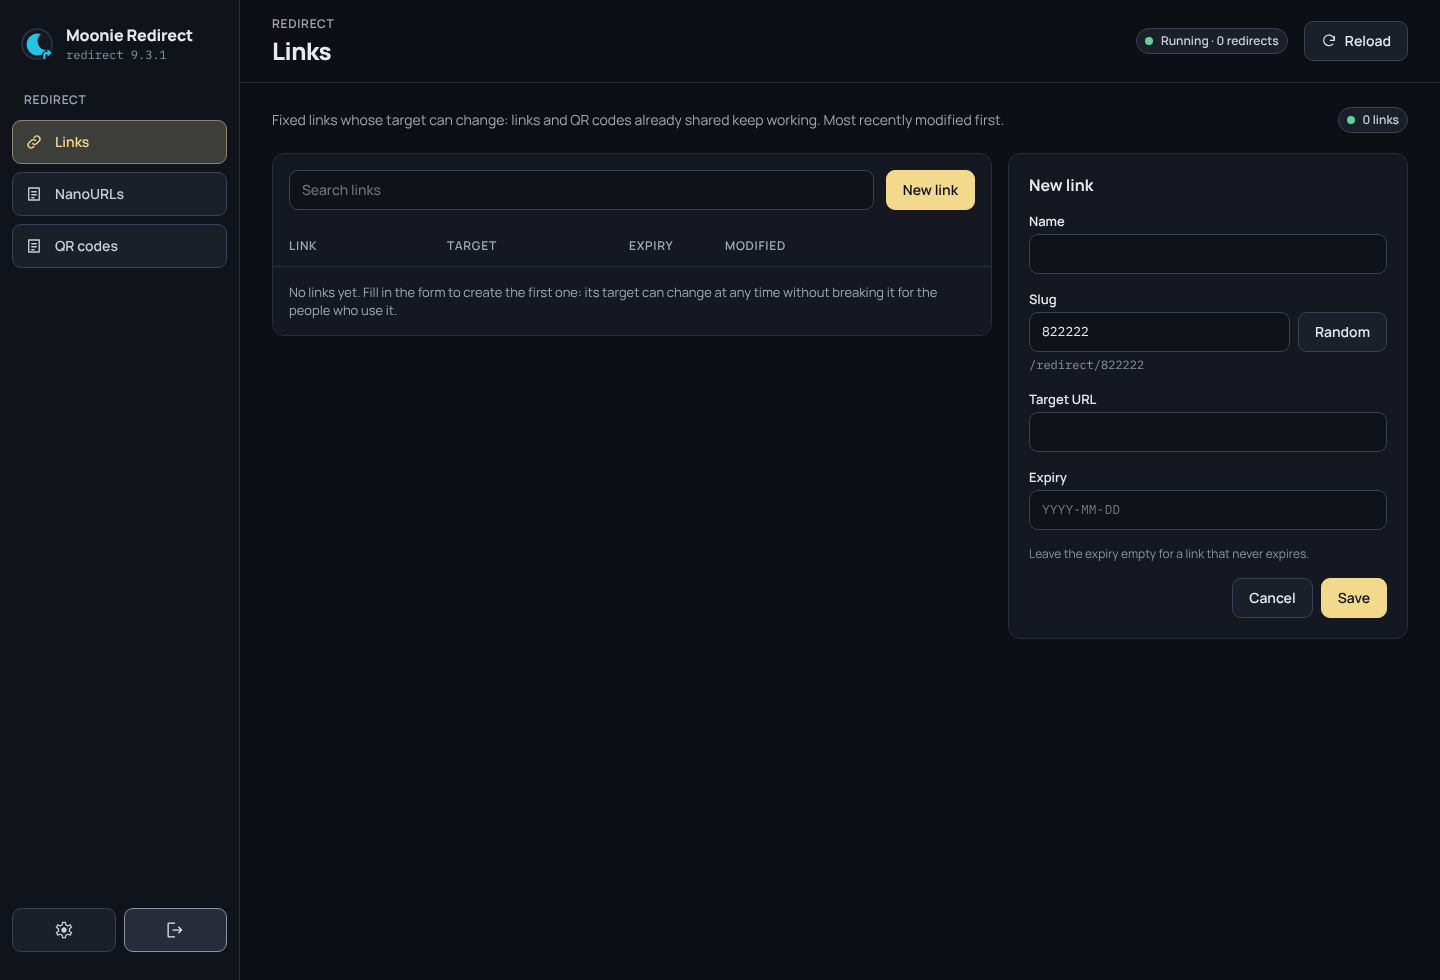 Moonie Redirect
redirect 9.3.1
REDIRECT
Links
NanoURLs
QR codes
REDIRECT
Links
Running · 0 redirects
Reload
Fixed links whose target can change: links and QR codes already shared keep working. Most recently modified first.
0 links
Search links
New link
LINK TARGET EXPIRY MODIFIED
No links yet. Fill in the form to create the first one: its target can change at any time without breaking it for the
people who use it.
New link
Name
Slug
822222
Random
/redirect/822222
Target URL
Expiry
YYYY-MM-DD
Leave the expiry empty for a link that never expires.
Cancel
Save